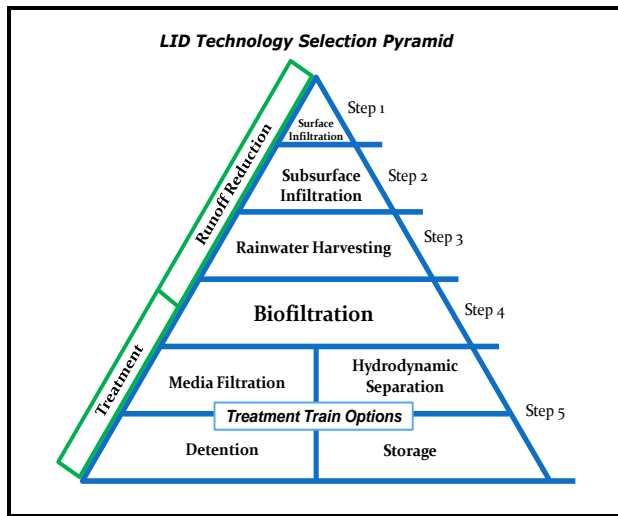 LID Technology Selection Pyramid
Step 1
Surface
Infiltration
Step 2
Subsurface
Infiltration
Runoff Reduction
Step 3
Rainwater Harvesting
Step 4
Biofiltration
Treatment
Media Filtration
Hydrodynamic
Separation
Step 5
Treatment Train Options
Detention
Storage